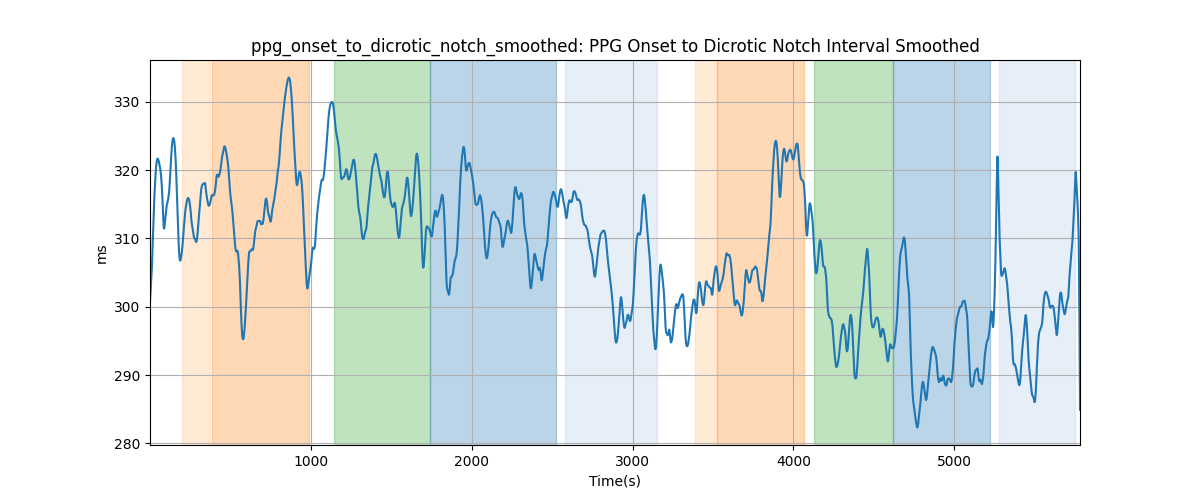 ppg_onset_to_dicrotic_notch_smoothed: PPG Onset to Dicrotic Notch Interval Smoothed
330
320
310
300
290
280
ms
1000 2000 3000 4000 5000
Time(s)